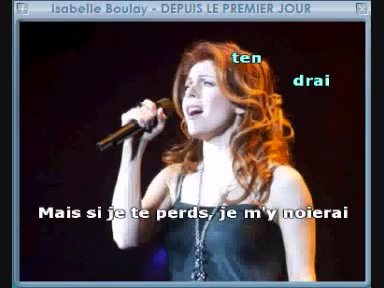 Isabelle Boulay - DEPUIS LE PREMIER JOUR
ten
drai
Mais si je te perds, je m'y noierai